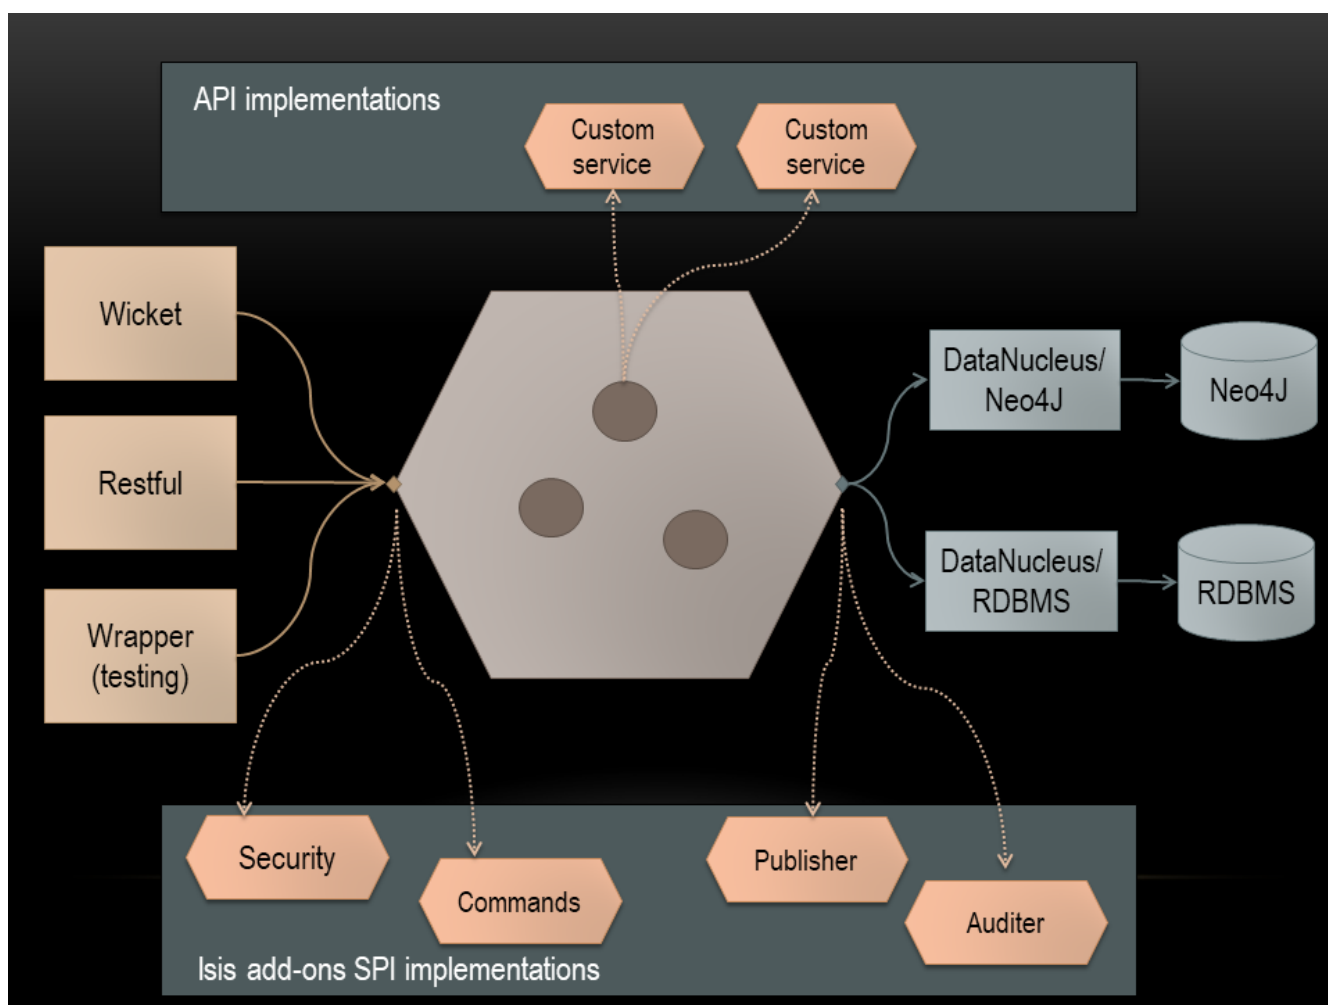 API implementations
Custom
service
Custom
service
Wicket
Restful
Wrapper
(testing)
DataNucleus/
Neo4J
Neo4J
DataNucleus/
RDBMS
RDBMS
Security
Commands
Publisher
Auditer
Isis add-ons SPI implementations